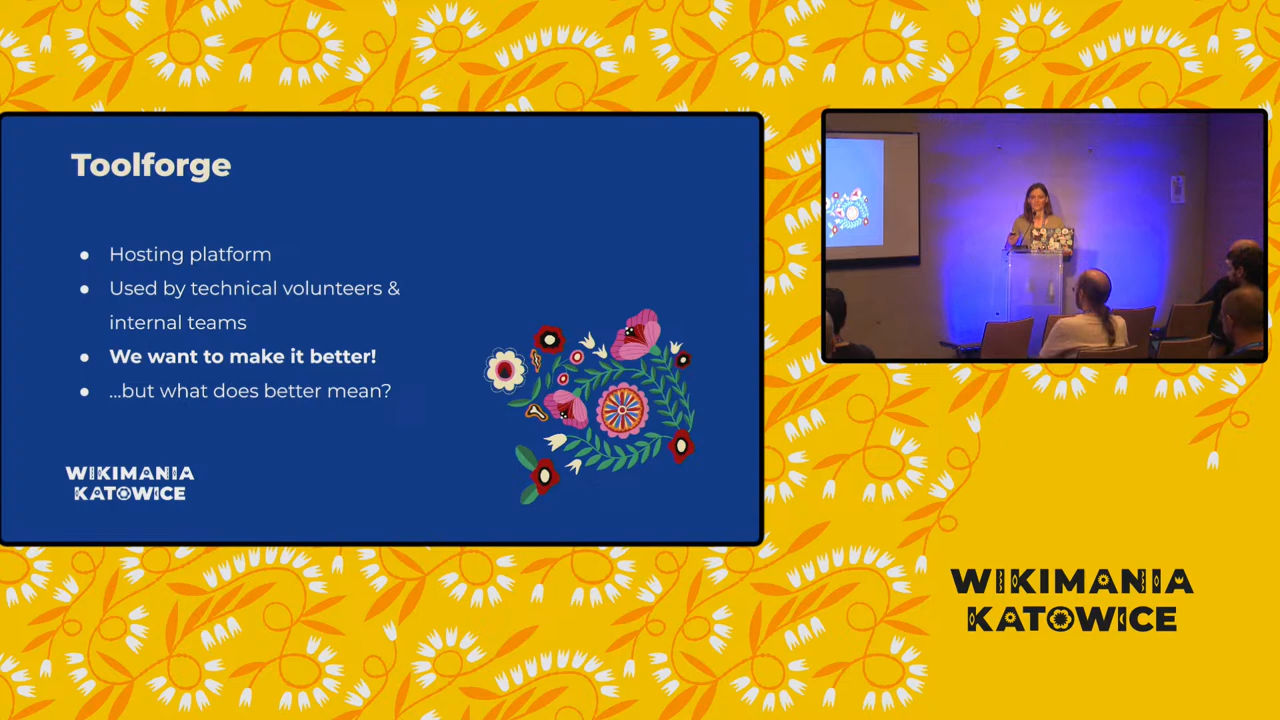 Toolforge
● Hosting platform
● Used by technical volunteers &
internal teams
● We want to make it better!
● ...but what does better mean?
WIKIMANIA
KATOWICE
WIKIMANIA
KATOWICE